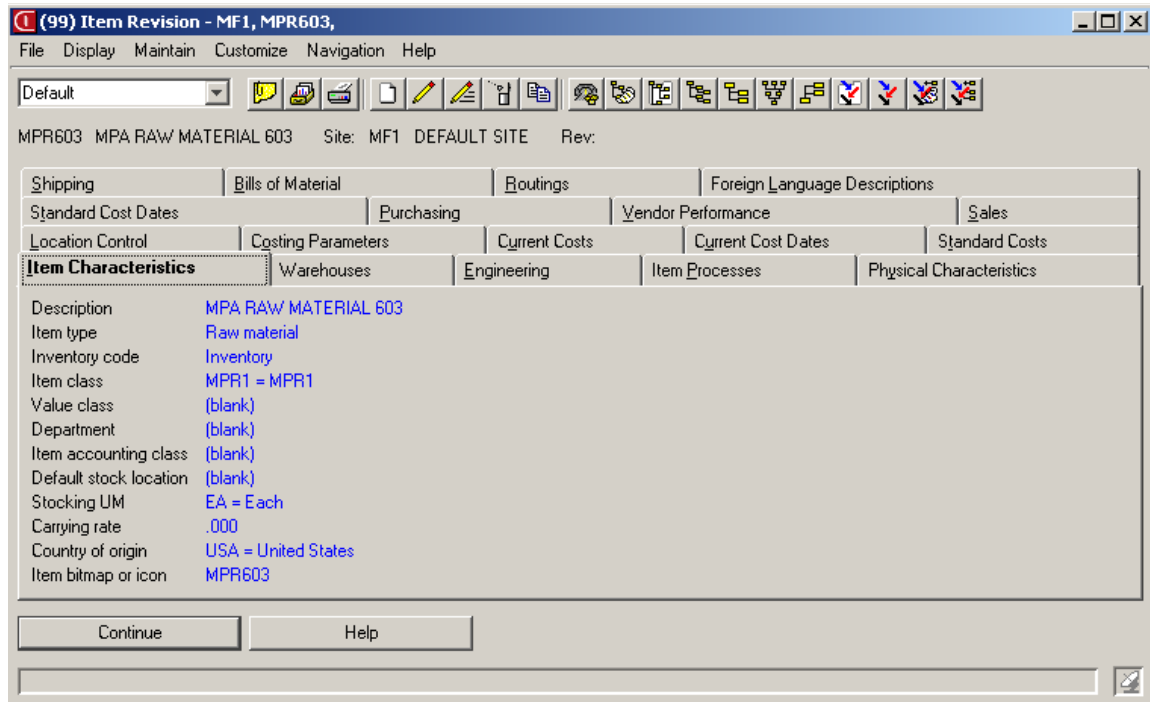 (99) Item Revision - MF1, MPR603,
File Display Maintain Customize Navigation Help
Default
MPR603 MPA RAW MATERIAL 603 Site: MF1 DEFAULT SITE Rev:
Shipping Bills of Material Routings Foreign Language Descriptions
Standard Cost Dates Purchasing Vendor Performance Sales
Location Control Costing Parameters Current Costs Current Cost Dates Standard Costs
Item Characteristics Warehouses Engineering Item Processes Physical Characteristics
Description MPA RAW MATERIAL 603
Item type Raw material
Inventory code Inventory
Item class MPR1 = MPR1
Value class (blank)
Department (blank)
Item accounting class (blank)
Default stock location (blank)
Stocking UM EA = Each
Carrying rate .000
Country of origin USA = United States
Item bitmap or icon MPR603
Continue Help